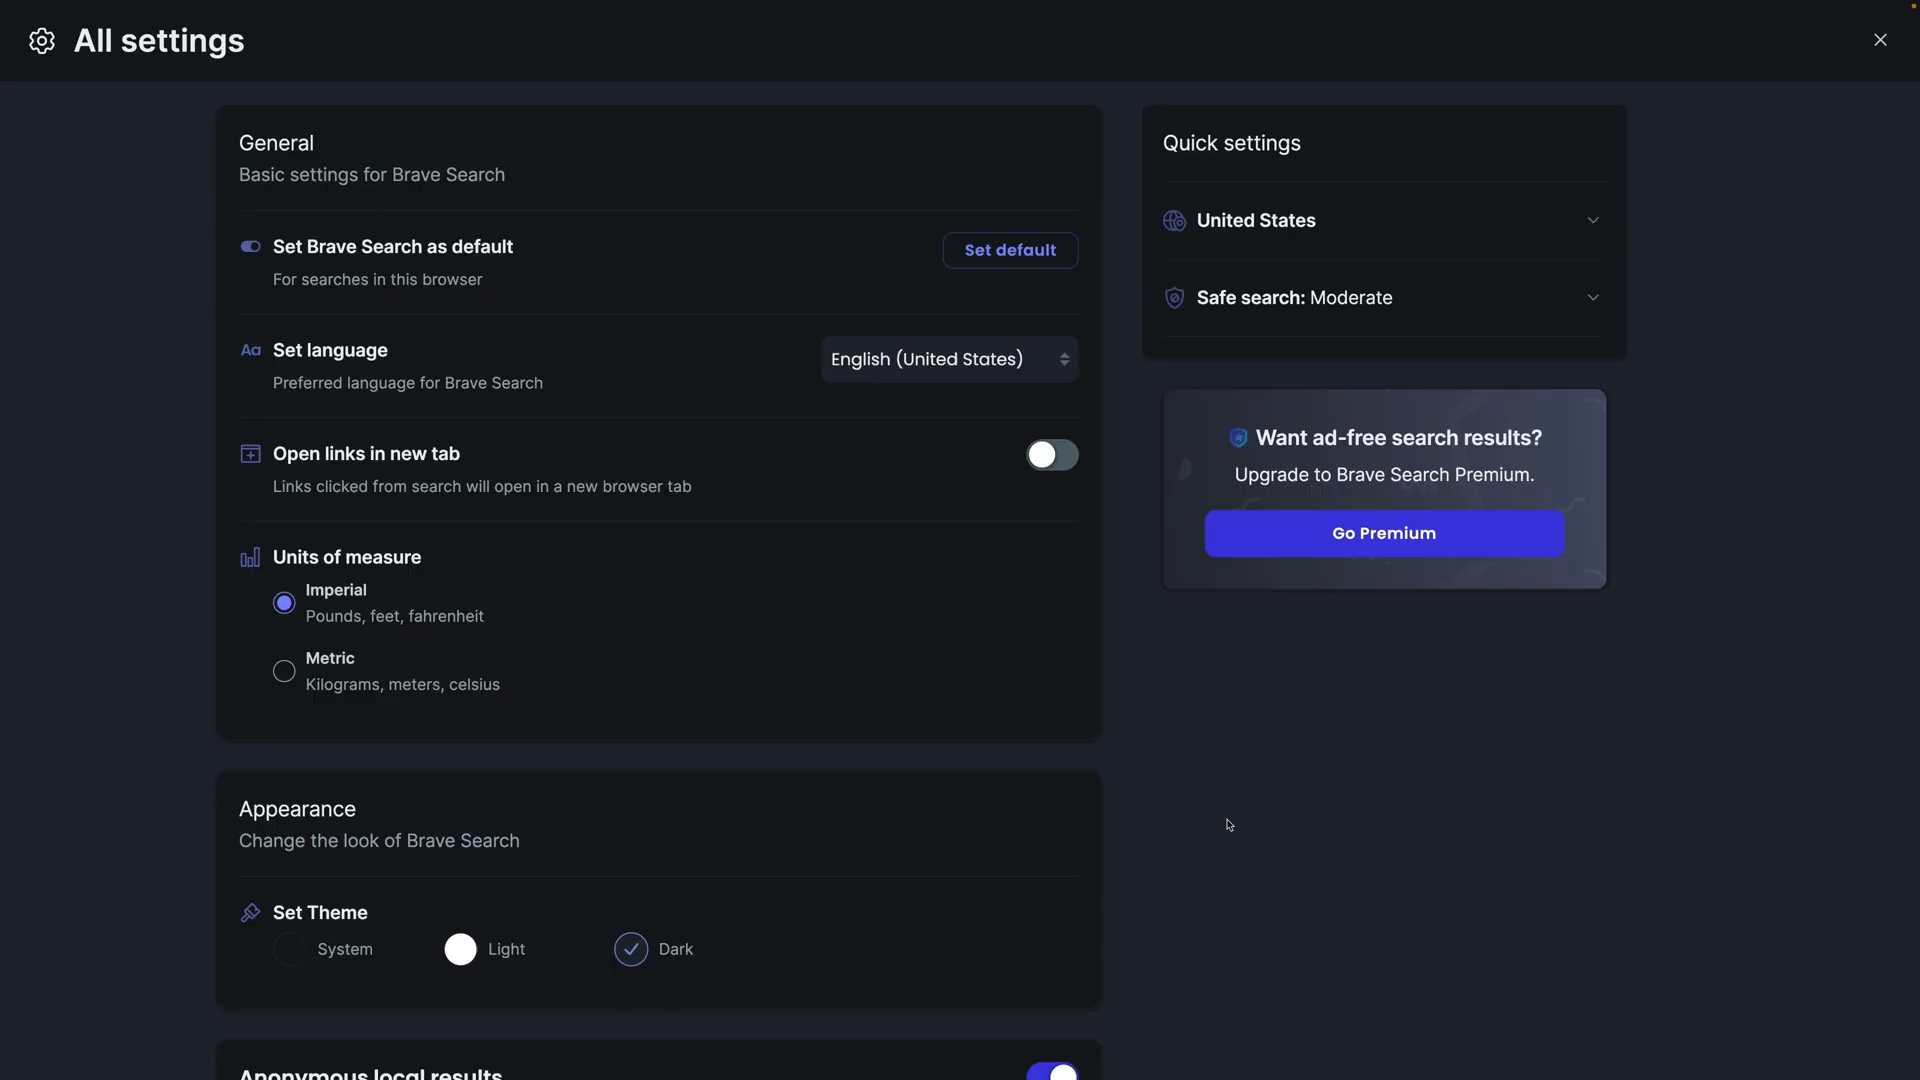 All settings
General
Basic settings for Brave Search
Set Brave Search as default
For searches in this browser
Set default
Aa Set language
Preferred language for Brave Search
English (United States)
Open links in new tab
Links clicked from search will open in a new browser tab
Units of measure
Imperial
Pounds, feet, fahrenheit
Metric
Kilograms, meters, celsius
Appearance
Change the look of Brave Search
Set Theme
System
Light
Dark
Anonymous local results
Quick settings
United States
Safe search: Moderate
Want ad-free search results?
Upgrade to Brave Search Premium.
Go Premium